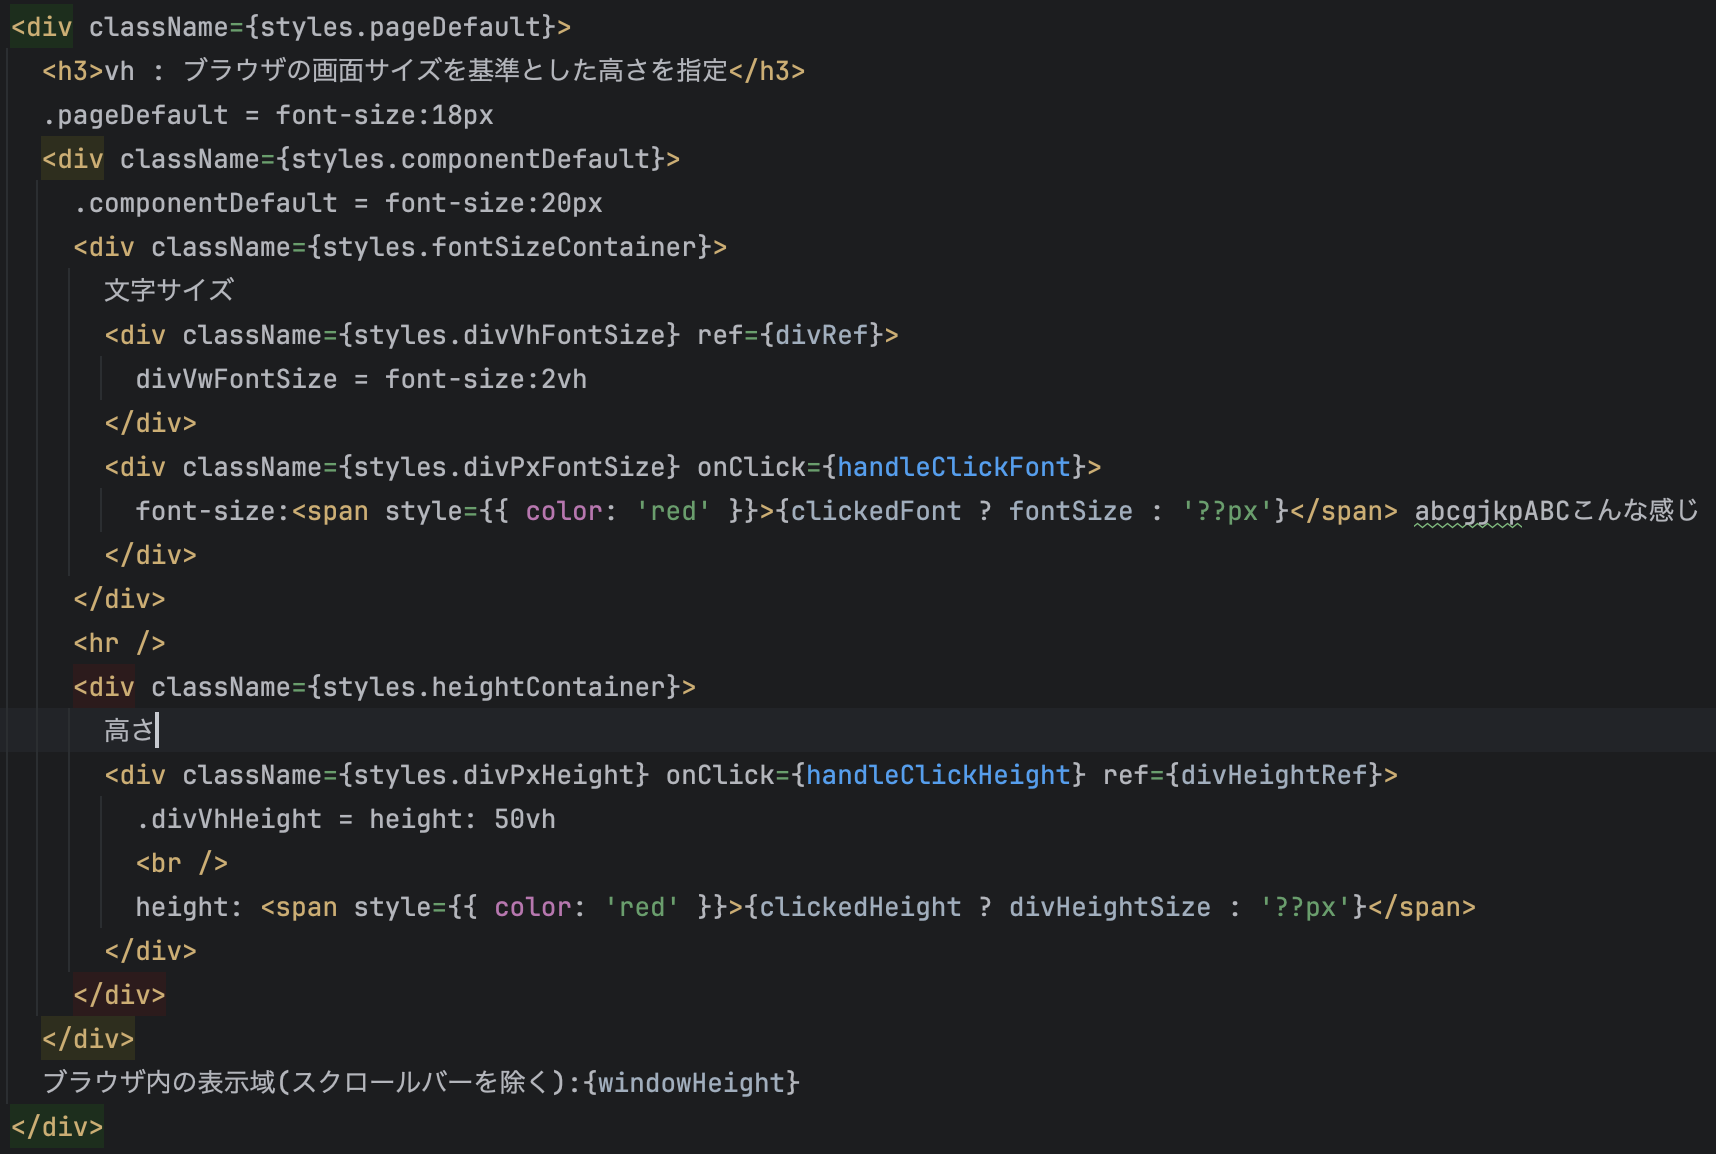 <div className={styles.pageDefault}>
<h3>vh : ブラウザの画面サイズを基準とした高さを指定</h3>
.pageDefault = font-size:18px
<div className={styles.componentDefault}>
.componentDefault = font-size:20px
<div className={styles.fontSizeContainer}>
文字サイズ
<div className={styles.divVhFontSize} ref={divRef}>
divVwFontSize = font-size:2vh
</div>
<div className={styles.divPxFontSize} onClick={handleClickFont}>
font-size:<span style={{ color: 'red' }}>{clickedFont ? fontSize : '??px'}</span> abcgjkpABCこんな感じ
</div>
</div>
<hr />
<div className={styles.heightContainer}>
高さ
<div className={styles.divPxHeight} onClick={handleClickHeight} ref={divHeightRef}>
.divVhHeight = height: 50vh
<br />
height: <span style={{ color: 'red' }}>{clickedHeight ? divHeightSize : '??px'}</span>
</div>
</div>
</div>
ブラウザ内の表示域(スクロールバーを除く):{windowHeight}
</div>